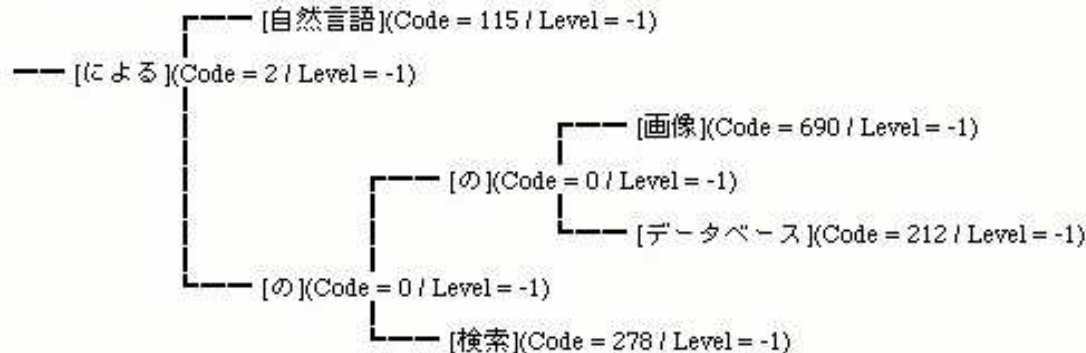 [自然言語](Code = 115 / Level = -1)
[による](Code = 2 / Level = -1)
[画像](Code = 690 / Level = -1)
[の](Code = 0 / Level = -1)
[データベース](Code = 212 / Level = -1)
[の](Code = 0 / Level = -1)
[検索](Code = 278 / Level = -1)